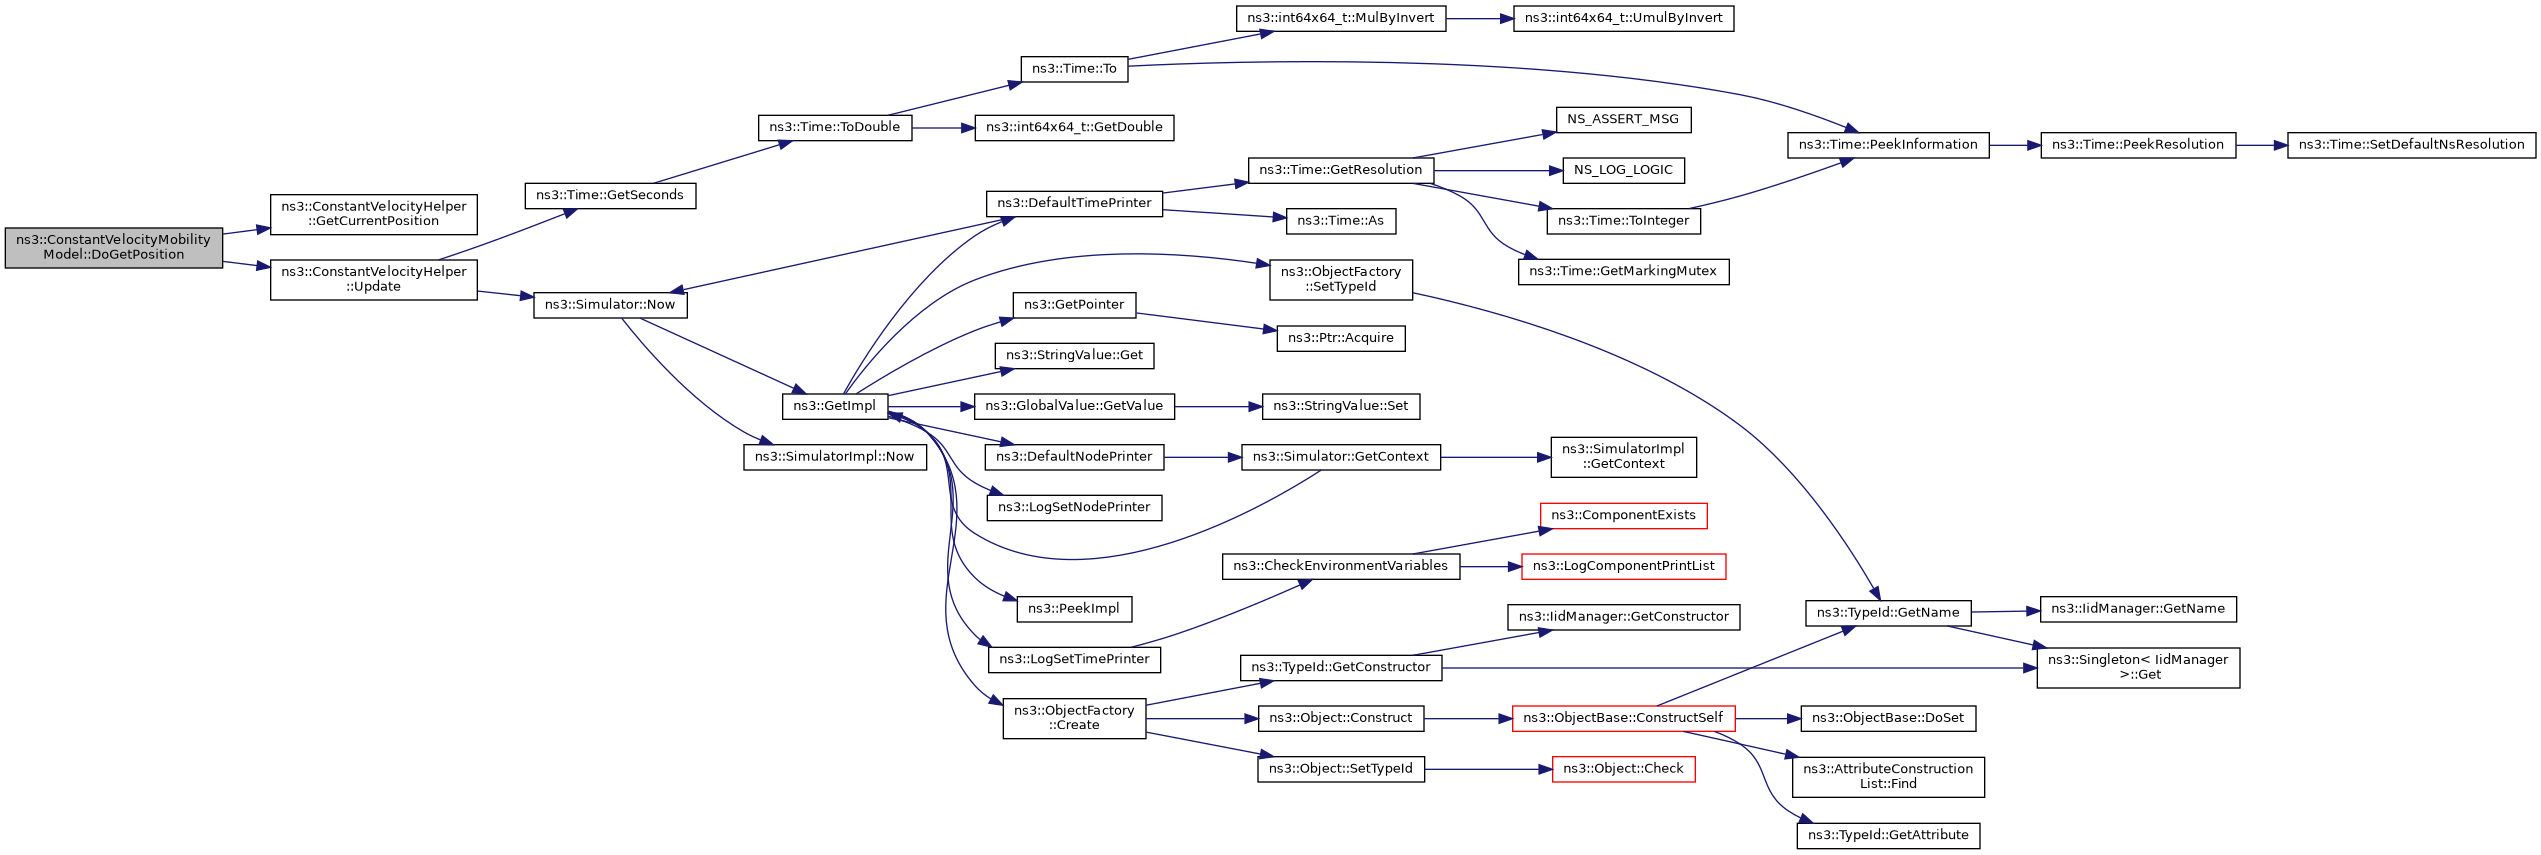 ns3::ConstantVelocityMobility
Model::DoGetPosition
ns3::ConstantVelocityHelper
::GetCurrentPosition
ns3::ConstantVelocityHelper
::Update
ns3::Time::GetSeconds
ns3::Simulator::Now
ns3::Time::ToDouble
ns3::GetImpl
ns3::SimulatorImpl::Now
ns3::Time::To
ns3::int64x64_t::GetDouble
ns3::DefaultTimePrinter
ns3::GetPointer
ns3::StringValue::Get
ns3::GlobalValue::GetValue
ns3::DefaultNodePrinter
ns3::LogSetNodePrinter
ns3::PeekImpl
ns3::LogSetTimePrinter
ns3::ObjectFactory
::Create
ns3::int64x64_t::MulByInvert
ns3::Time::GetResolution
ns3::Time::As
ns3::ObjectFactory
::SetTypeId
ns3::Ptr::Acquire
ns3::StringValue::Set
ns3::Simulator::GetContext
ns3::CheckEnvironmentVariables
ns3::TypeId::GetConstructor
ns3::Object::Construct
ns3::Object::SetTypeId
ns3::int64x64_t::UmulByInvert
NS_ASSERT_MSG
NS_LOG_LOGIC
ns3::Time::ToInteger
ns3::Time::GetMarkingMutex
ns3::SimulatorImpl
::GetContext
ns3::ComponentExists
ns3::LogComponentPrintList
ns3::IidManager::GetConstructor
ns3::ObjectBase::ConstructSelf
ns3::Object::Check
ns3::Time::PeekInformation
ns3::TypeId::GetName
ns3::ObjectBase::DoSet
ns3::AttributeConstruction
List::Find
ns3::TypeId::GetAttribute
ns3::Time::PeekResolution
ns3::IidManager::GetName
ns3::Singleton< IidManager
>::Get
ns3::Time::SetDefaultNsResolution